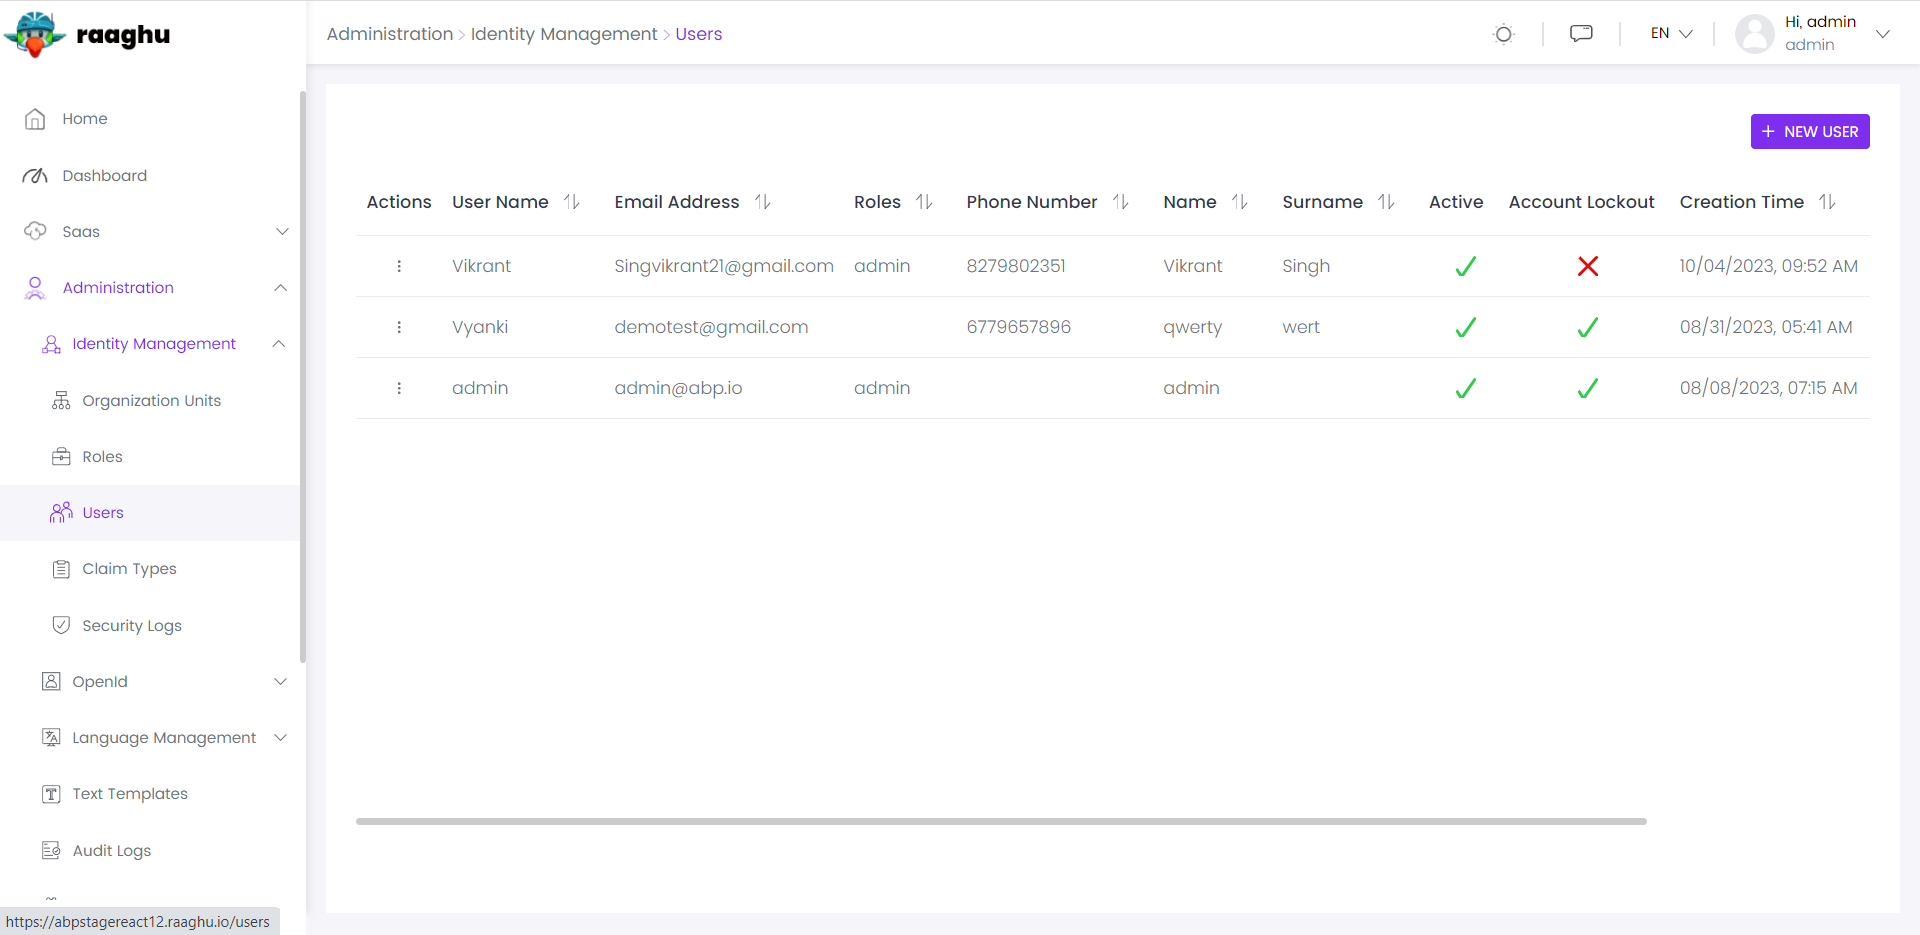 raaghu
Administration > Identity Management > Users
EN
Hi, admin
admin
Home
Dashboard
Saas
Administration
Identity Management
Organization Units
Roles
Users
Claim Types
Security Logs
OpenId
Language Management
Text Templates
Audit Logs
https://abpstagereact12.raaghu.io/users
+ NEW USER
Actions User Name Email Address Roles Phone Number Name Surname Active Account Lockout Creation Time
Vikrant Singvikrant21@gmail.com admin 8279802351 Vikrant Singh 10/04/2023, 09:52 AM
Vyanki demotest@gmail.com 6779657896 qwerty wert 08/31/2023, 05:41 AM
admin admin@abp.io admin admin 08/08/2023, 07:15 AM